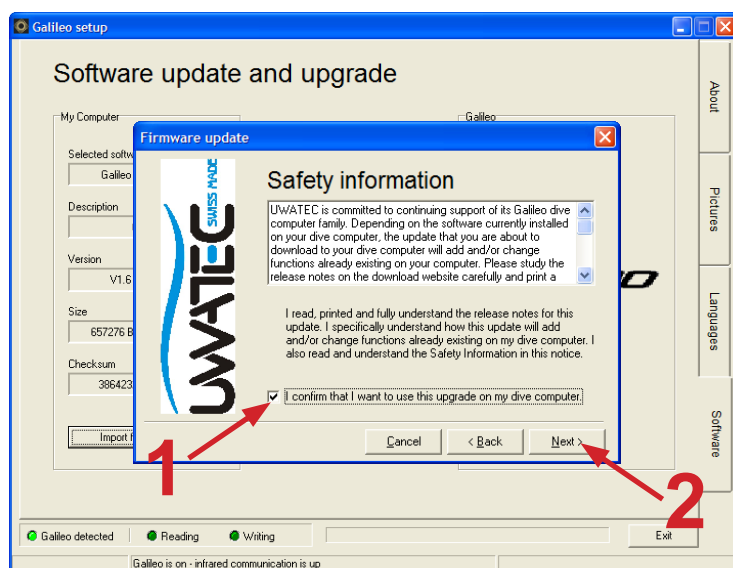 Galileo setup
Software update and upgrade
My Computer
Galileo
Selected softw
Galileo
Description
Version
V1.6
Size
657276 B
Checksum
386423
Import f
Firmware update
UWATEC
SWISS MADE
Safety information
UWATEC is committed to continuing support of its Galileo dive
computer family. Depending on the software currently installed
on your dive computer, the update that you are about to
download to your dive computer will add and/or change
functions already existing on your computer. Please study the
release notes on the download website carefully and print a
I read, printed and fully understand the release notes for this
update. I specifically understand how this update will add
and/or change functions already existing on my dive computer. I
also read and understand the Safety Information in this notice.
I confirm that I want to use this upgrade on my dive computer.
Cancel
< Back
Next >
1
2
About
Pictures
Languages
Software
Galileo detected
Reading
Writing
Exit
Galileo is on - infrared communication is up